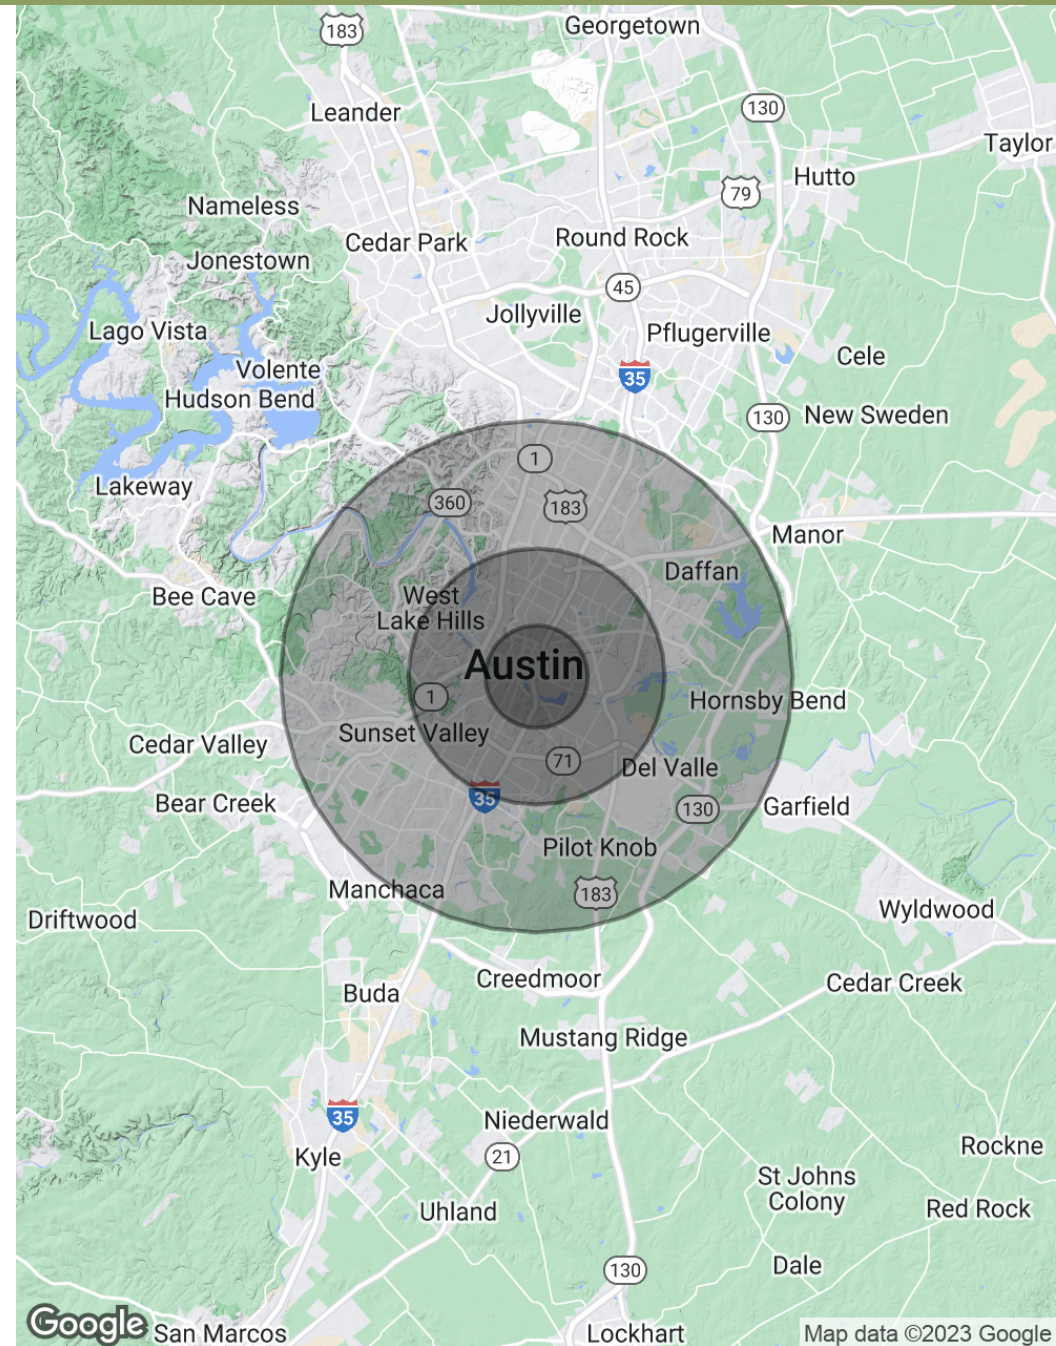 183
Georgetown
Leander
130
Taylor
79
Hutto
Nameless
Cedar Park
Round Rock
Jonestown
45
Jollyville
Lago Vista
Pflugerville
Cele
Volente
35
Hudson Bend
130
New Sweden
1
Lakeway
360
183
Manor
Daffan
Bee Cave
West
Lake Hills
Austin
1
Hornsby Bend
Sunset Valley
Cedar Valley
71
Del Valle
35
Bear Creek
130
Garfield
Pilot Knob
Manchaca
183
Driftwood
Wyldwood
Creedmoor
Cedar Creek
Buda
Mustang Ridge
35
Niederwald
Rockne
Kyle
21
St Johns
Colony
Uhland
Red Rock
Dale
130
Google
San Marcos
Lockhart
Map data ©2023 Google